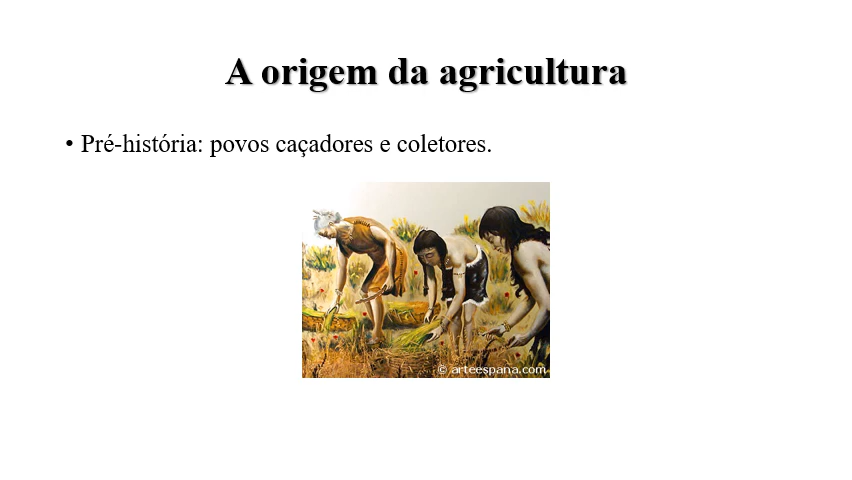 A origem da agricultura
• Pré-história: povos caçadores e coletores.
© arteespana.com